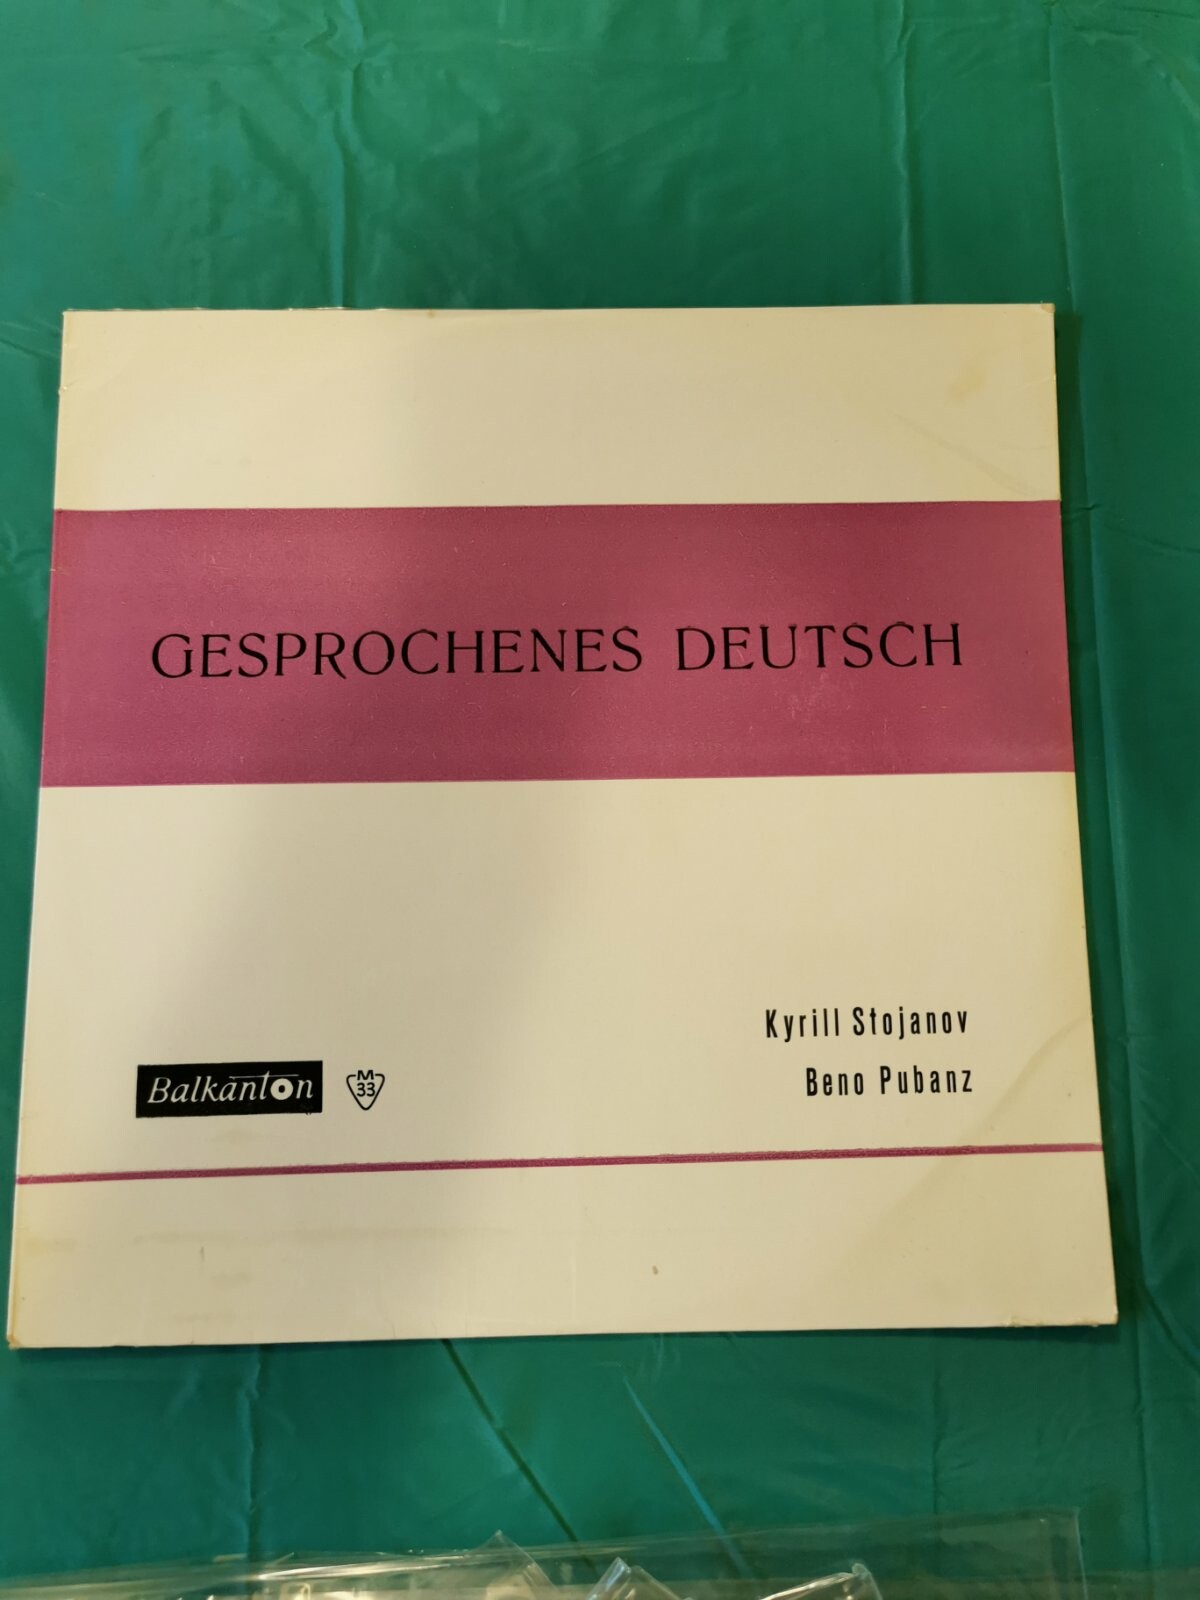 GESPROCHENES DEUTSCH
Kyrill Stojanov
Beno Pubanz
Balkanton
M
33